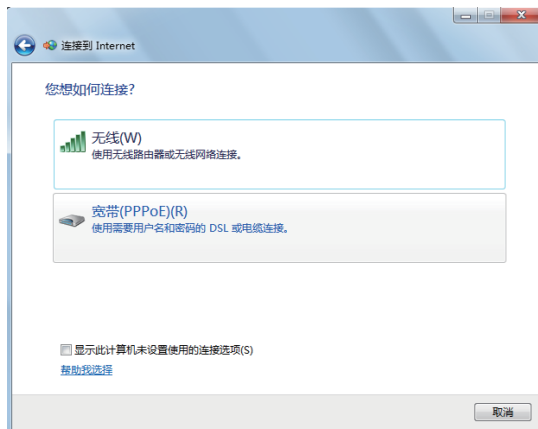 连接到 Internet
您想如何连接?
无线(W)
使用无线路由器或无线网络连接。
宽带(PPPoE)(R)
使用需要用户名和密码的 DSL 或电缆连接。
显示此计算机未设置使用的连接选项(S)
帮助我选择
取消